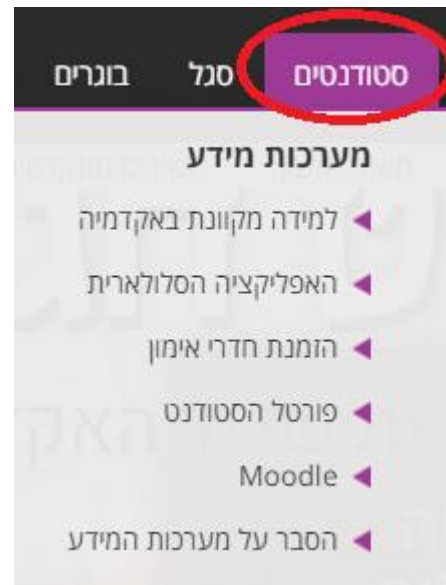 סטודנטים סגל בוגרים
מערכות מידע
למידה מקוונת באקדמיה
האפליקציה הסלולארית
הזמנת חדרי אימון
פורטל הסטודנט
Moodle
הסבר על מערכות המידע